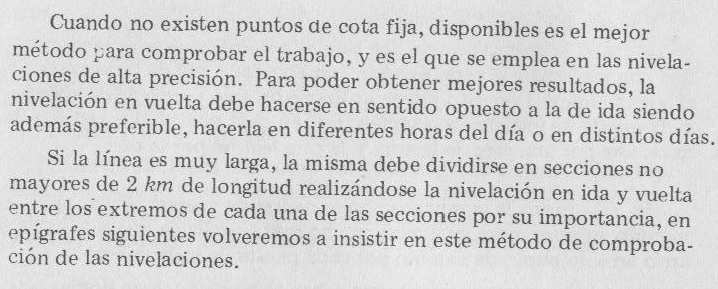 Cuando no existen puntos de cota fija, disponibles es el mejor
método para comprobar el trabajo, y es el que se emplea en las nivela-
ciones de alta precisión. Para poder obtener mejores resultados, la
nivelación en vuelta debe hacerse en sentido opuesto a la de ida siendo
además preferible, hacerla en diferentes horas del día o en distintos días.
Si la línea es muy larga, la misma debe dividirse en secciones no
mayores de 2 km de longitud realizándose la nivelación en ida y vuelta
entre los extremos de cada una de las secciones por su importancia, en
epígrafes siguientes volveremos a insistir en este método de comproba-
ción de las nivelaciones.